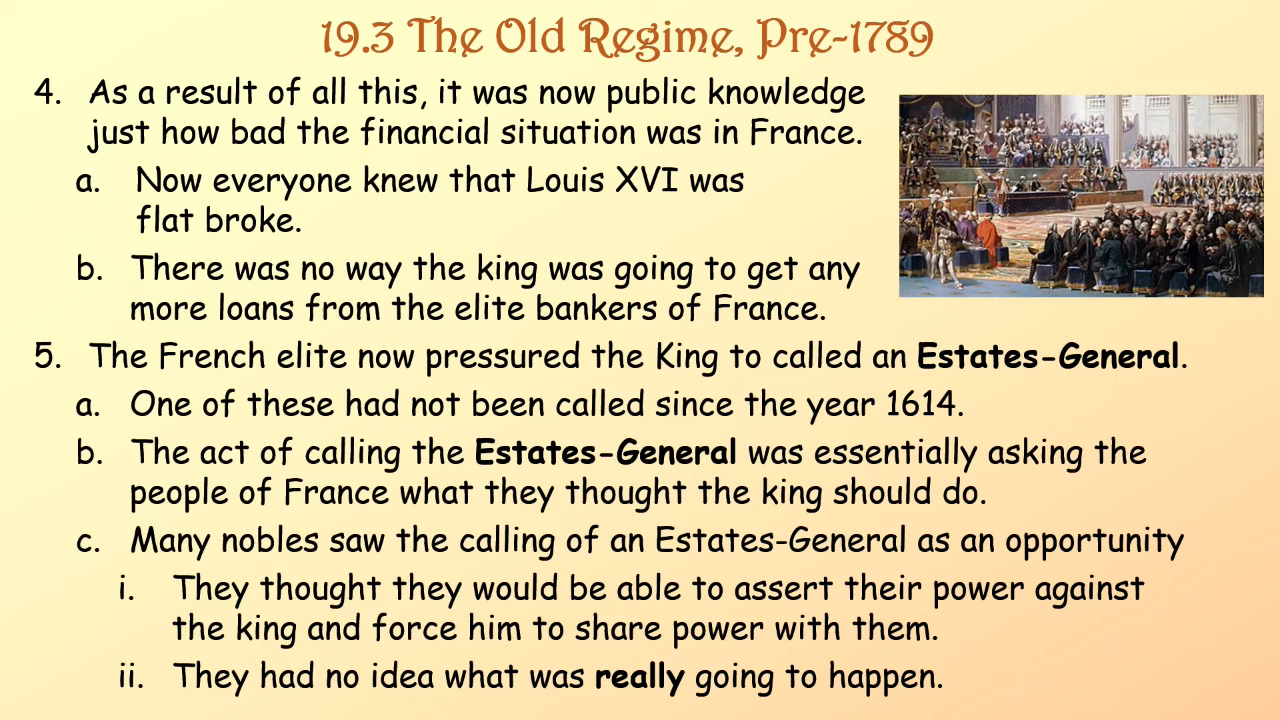 19.3 The Old Regime, Pre-1789
4. As a result of all this, it was now public knowledge
just how bad the financial situation was in France.
a. Now everyone knew that Louis XVI was
flat broke.
b. There was no way the king was going to get any
more loans from the elite bankers of France.
5. The French elite now pressured the King to called an Estates-General.
a. One of these had not been called since the year 1614.
b. The act of calling the Estates-General was essentially asking the
people of France what they thought the king should do.
c. Many nobles saw the calling of an Estates-General as an opportunity
i. They thought they would be able to assert their power against
the king and force him to share power with them.
ii. They had no idea what was really going to happen.